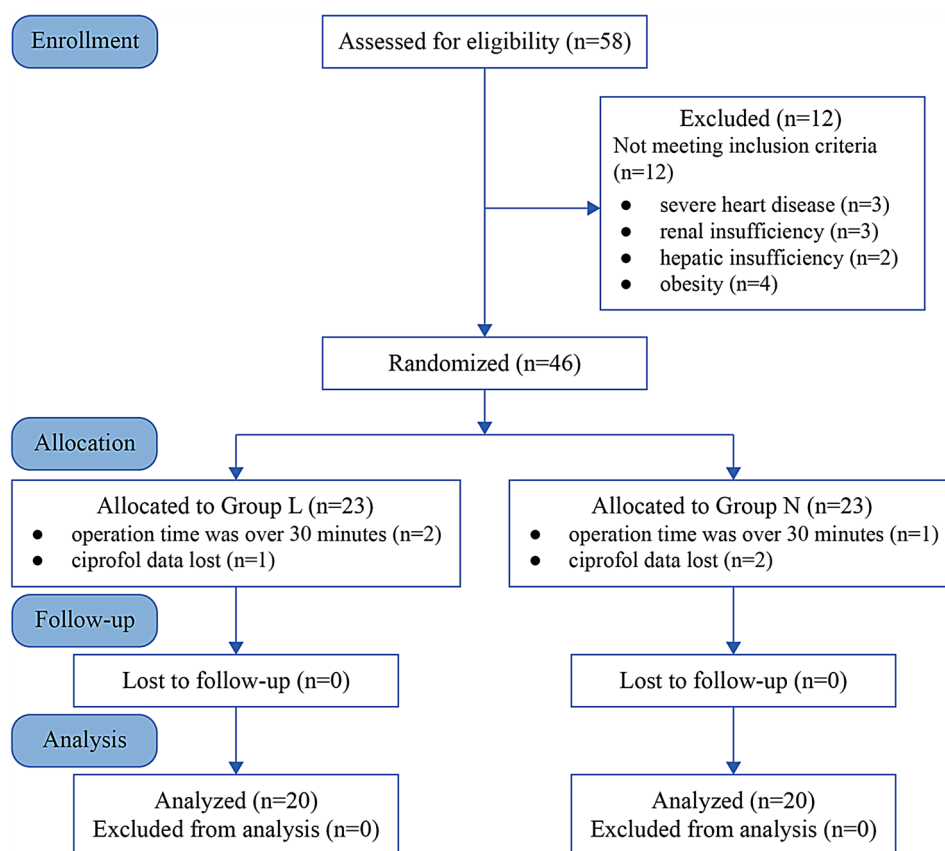 Enrollment
Assessed for eligibility (n=58)
Excluded (n=12)
Not meeting inclusion criteria
(n=12)
● severe heart disease (n=3)
● renal insufficiency (n=3)
● hepatic insufficiency (n=2)
● obesity (n=4)
Randomized (n=46)
Allocation
Allocated to Group L (n=23)
● operation time was over 30 minutes (n=2)
● ciprofol data lost (n=1)
Allocated to Group N (n=23)
● operation time was over 30 minutes (n=1)
● ciprofol data lost (n=2)
Follow-up
Lost to follow-up (n=0)
Lost to follow-up (n=0)
Analysis
Analyzed (n=20)
Excluded from analysis (n=0)
Analyzed (n=20)
Excluded from analysis (n=0)